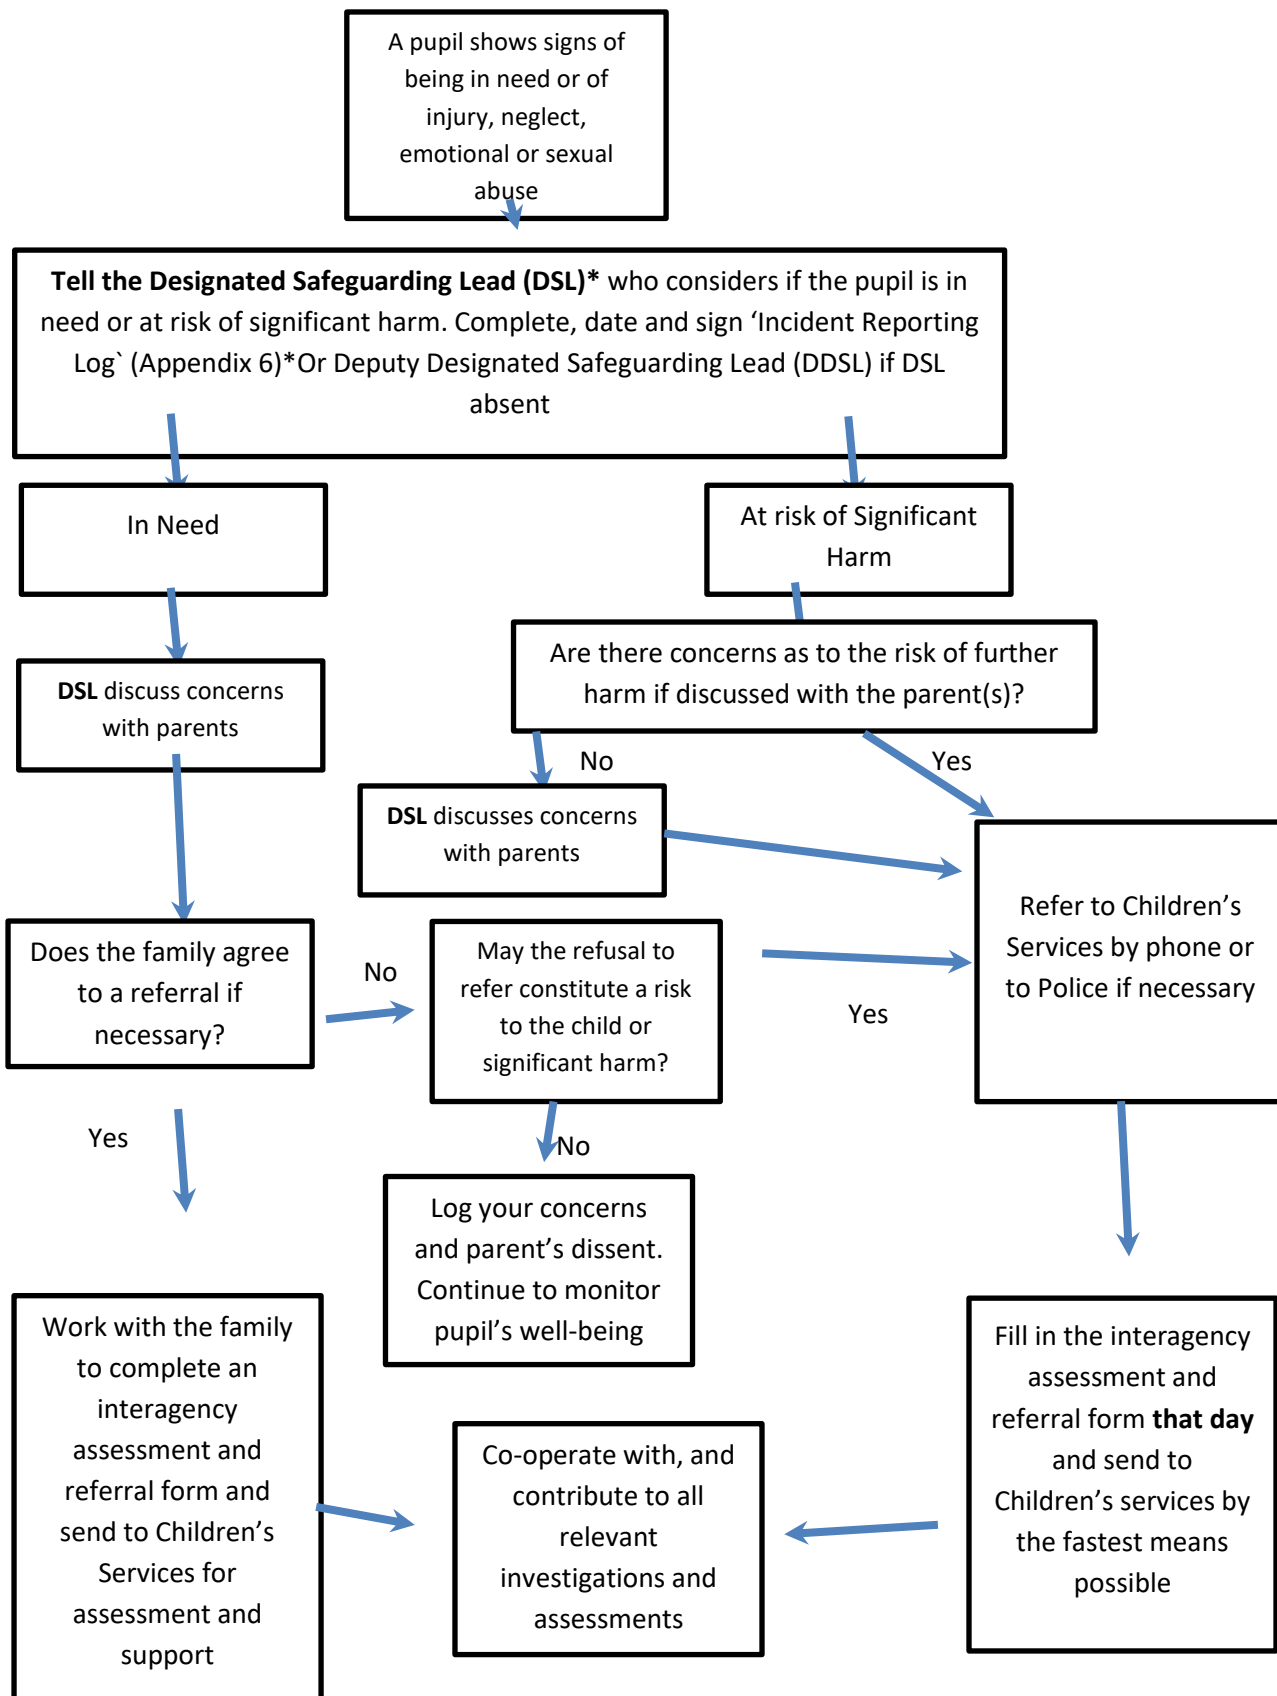 A pupil shows signs of
being in need or of
injury, neglect,
emotional or sexual
abuse
Tell the Designated Safeguarding Lead (DSL)* who considers if the pupil is in
need or at risk of significant harm. Complete, date and sign ‘Incident Reporting
Log` (Appendix 6)*Or Deputy Designated Safeguarding Lead (DDSL) if DSL
absent
In Need
At risk of Significant
Harm
Are there concerns as to the risk of further
harm if discussed with the parent(s)?
DSL discuss concerns
with parents
No
Yes
DSL discusses concerns
with parents
Refer to Children’s
Services by phone or
to Police if necessary
Does the family agree
to a referral if
necessary?
No
May the refusal to
refer constitute a risk
to the child or
significant harm?
Yes
Yes
No
Log your concerns
and parent’s dissent.
Continue to monitor
pupil’s well-being
Work with the family
to complete an
interagency
assessment and
referral form and
send to Children’s
Services for
assessment and
support
Co-operate with, and
contribute to all
relevant
investigations and
assessments
Fill in the interagency
assessment and
referral form that day
and send to
Children’s services by
the fastest means
possible